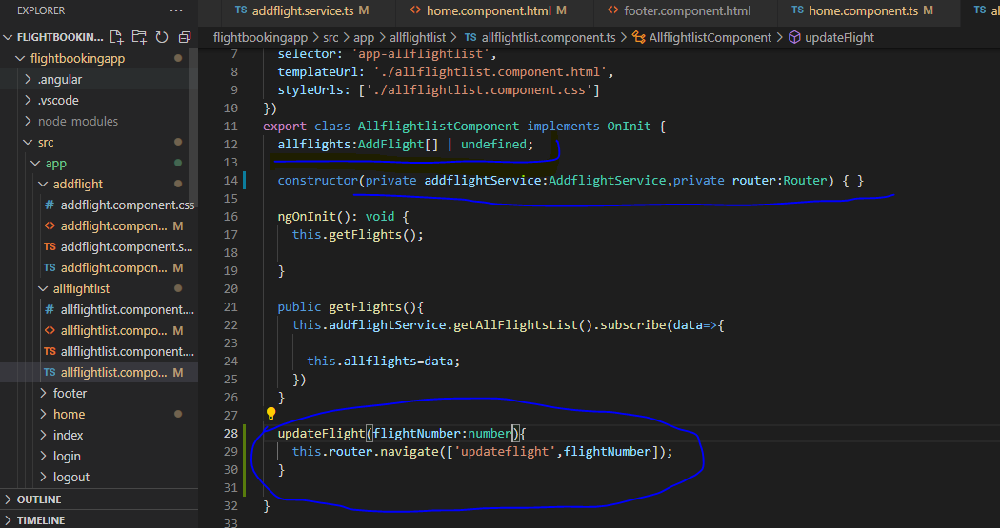 EXPLORER
FLIGHTBOOKIN...
flightbookingapp
.angular
.vscode
node_modules
src
app
addflight
# addflight.component.css
<> addflight.compon... M
TS addflight.component.s...
TS addflight.compon... M
allflightlist
# allflightlist.component....
<> allflightlist.compo... M
TS allflightlist.component....
TS allflightlist.compo... M
footer
home
index
login
logout
OUTLINE
TIMELINE
TS addflight.service.ts M
<> home.component.html M
<> footer.component.html
TS home.component.ts M
TS al
flightbookingapp > src > app > allflightlist > TS allflightlist.component.ts > AllflightlistComponent > updateFlight
7 selector: 'app-allflightlist',
8 templateUrl: './allflightlist.component.html',
9 styleUrls: ['./allflightlist.component.css']
10 })
11 export class AllflightlistComponent implements OnInit {
12 allflights:AddFlight[] | undefined;
13
14 constructor(private addflightService:AddflightService,private router:Router) { }
15
16 ngOnInit(): void {
17 this.getFlights();
18
19 }
20
21 public getFlights(){
22 this.addflightService.getAllFlightsList().subscribe(data=>{
23
24 this.allflights=data;
25 })
26 }
27
28 updateFlight(flightNumber:number){
29 this.router.navigate(['updateflight',flightNumber]);
30 }
31
32 }
33